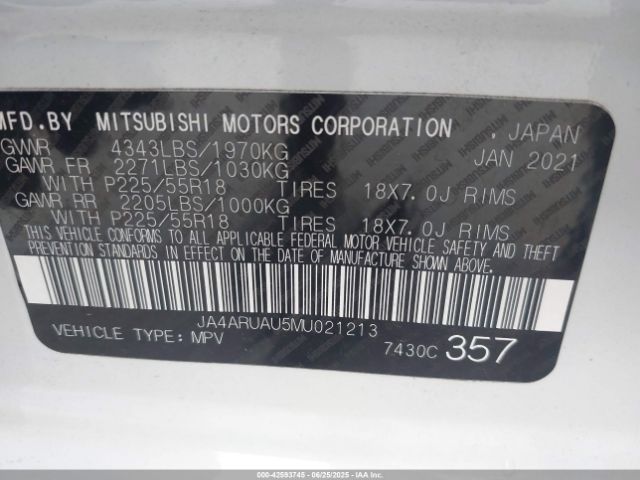 MFD.BY MITSUBISHI MOTORS CORPORATION , JAPAN
GVWR 4343LBS/1970KG JAN 2021
GAWR FR 2271LBS/1030KG
WITH P225/55R18 TIRES 18X7.0J RIMS
GAWR RR 2205LBS/1000KG
WITH P225/55R18 TIRES 18X7.0J RIMS
THIS VEHICLE CONFORMS TO ALL APPLICABLE FEDERAL MOTOR VEHICLE SAFETY AND THEFT
PREVENTION STANDARDS IN EFFECT ON THE DATE OF MANUFACTURE SHOWN ABOVE.
JA4ARUAU5MU021213
VEHICLE TYPE: MPV 7430C 357
000-42593745 - 06/25/2025 - IAAI.COM